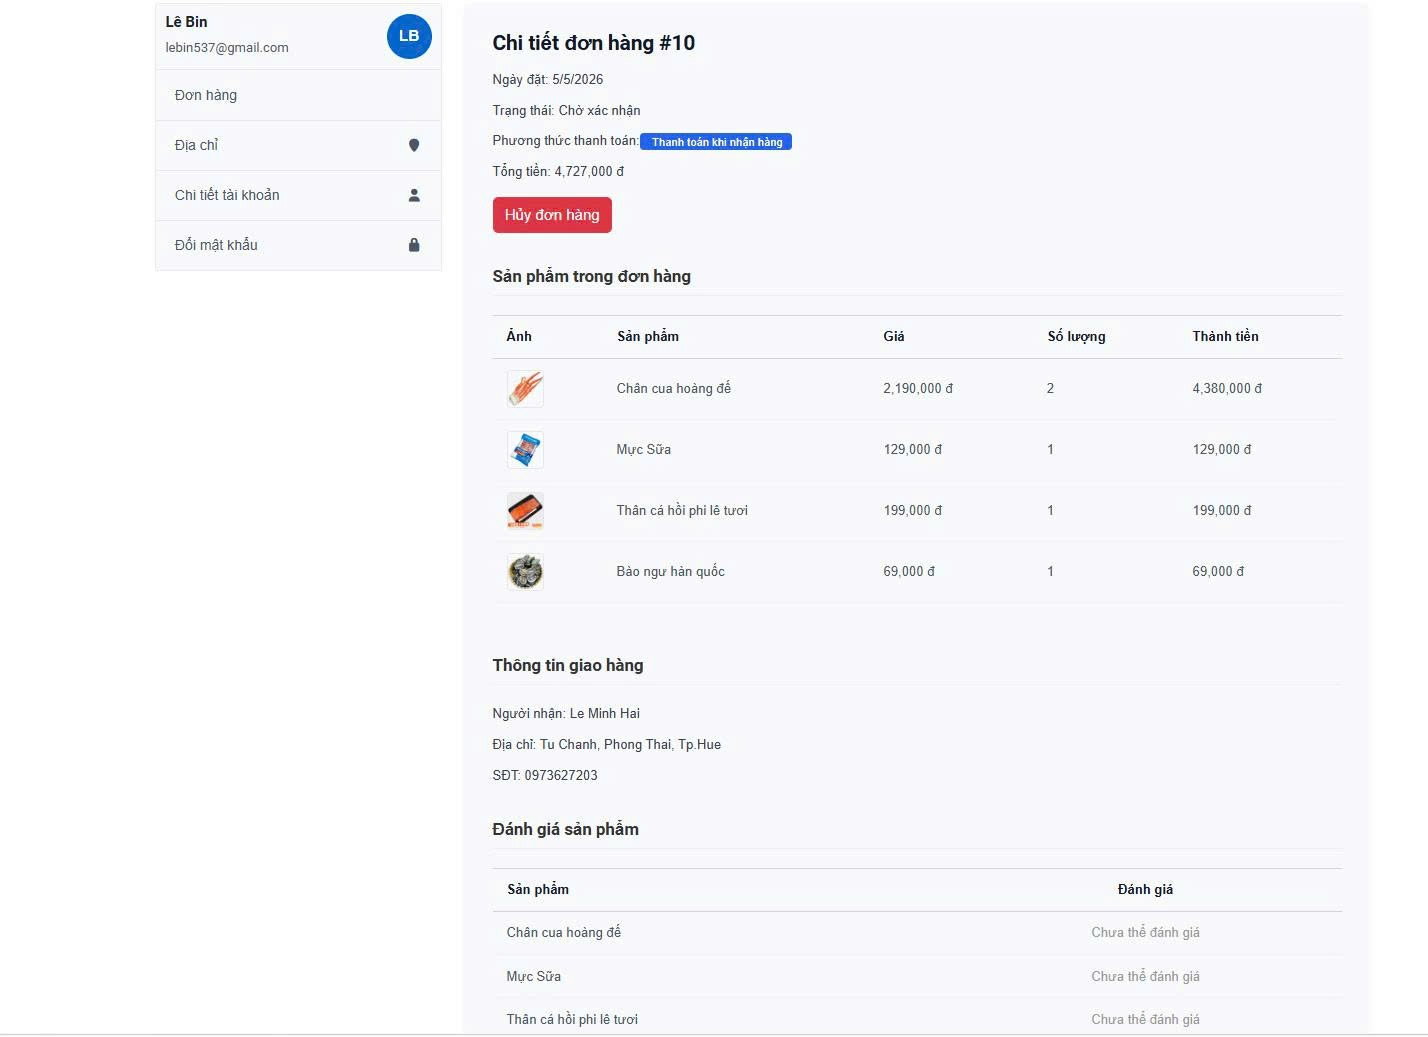 Lê Bin
lebin537@gmail.com
LB
Đơn hàng
Địa chỉ
Chi tiết tài khoản
Đổi mật khẩu
Chi tiết đơn hàng #10
Ngày đặt: 5/5/2026
Trạng thái: Chờ xác nhận
Phương thức thanh toán: Thanh toán khi nhận hàng
Tổng tiền: 4,727,000 đ
Hủy đơn hàng
Sản phẩm trong đơn hàng
Ảnh Sản phẩm Giá Số lượng Thành tiền
Chân cua hoàng đế 2,190,000 đ 2 4,380,000 đ
Mực Sữa 129,000 đ 1 129,000 đ
Thân cá hồi phi lê tươi 199,000 đ 1 199,000 đ
Bào ngư hàn quốc 69,000 đ 1 69,000 đ
Thông tin giao hàng
Người nhận: Le Minh Hai
Địa chỉ: Tu Chanh, Phong Thai, Tp.Hue
SĐT: 0973627203
Đánh giá sản phẩm
Sản phẩm Đánh giá
Chân cua hoàng đế Chưa thể đánh giá
Mực Sữa Chưa thể đánh giá
Thân cá hồi phi lê tươi Chưa thể đánh giá